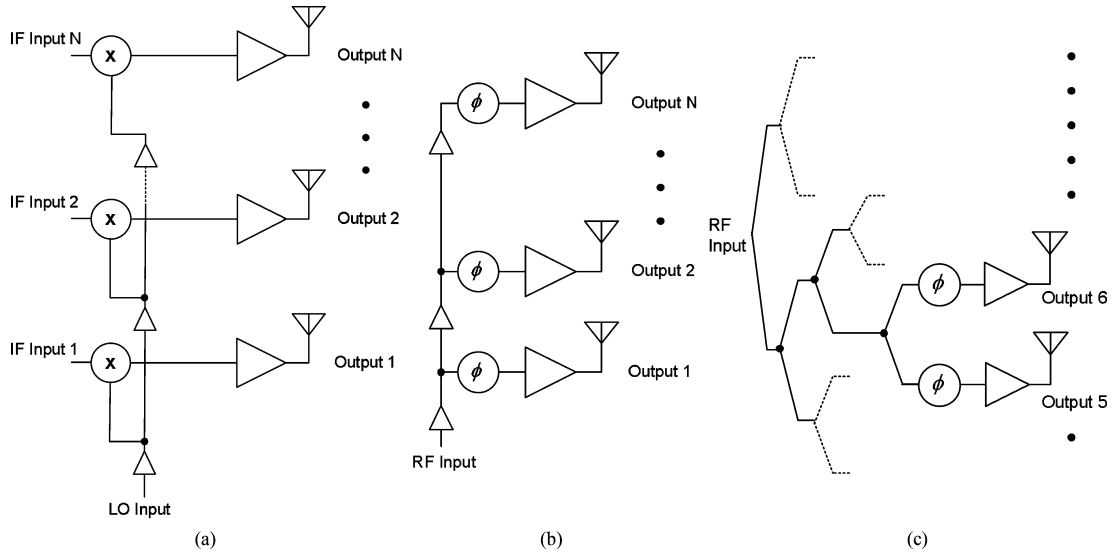 IF Input N
X
Output N
IF Input 2
X
Output 2
IF Input 1
X
Output 1
LO Input
(a)
ϕ
Output N
ϕ
Output 2
ϕ
Output 1
RF Input
(b)
RF
Input
ϕ
Output 6
ϕ
Output 5
(c)